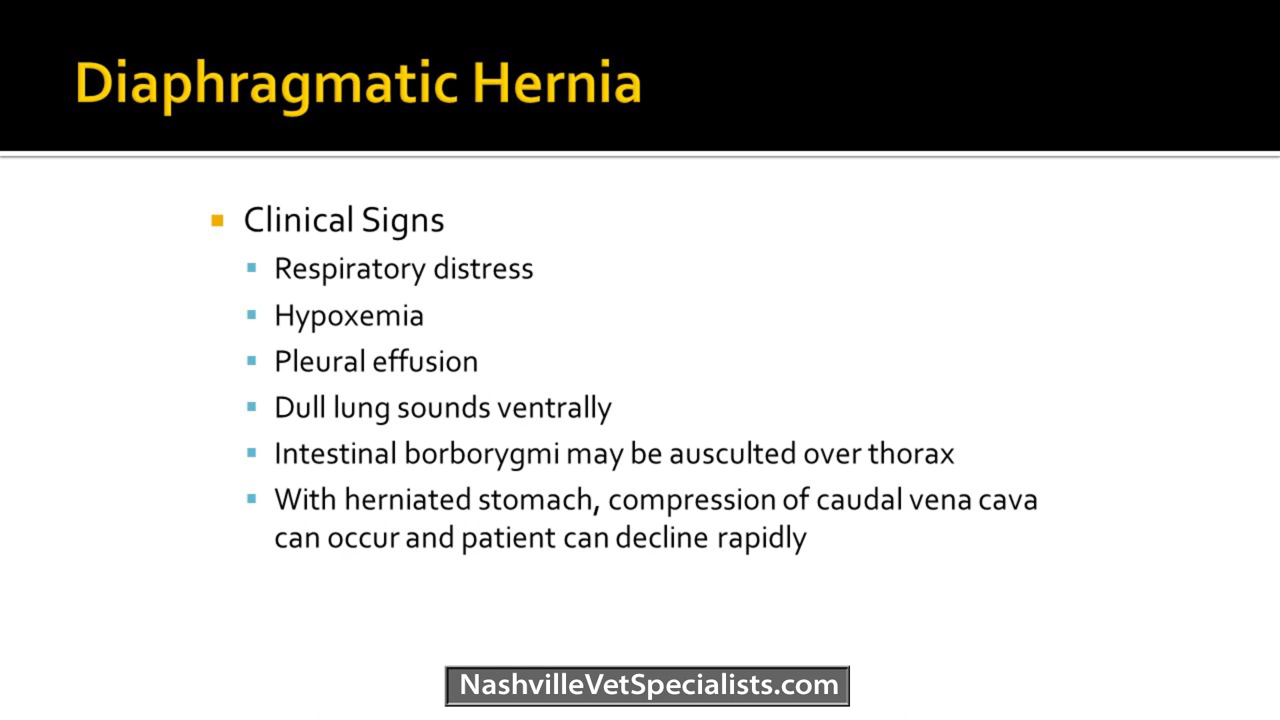 Diaphragmatic Hernia
Clinical Signs
Respiratory distress
Hypoxemia
Pleural effusion
Dull lung sounds ventrally
Intestinal borborygmi may be ausculted over thorax
With herniated stomach, compression of caudal vena cava
can occur and patient can decline rapidly
NashvilleVetSpecialists.com